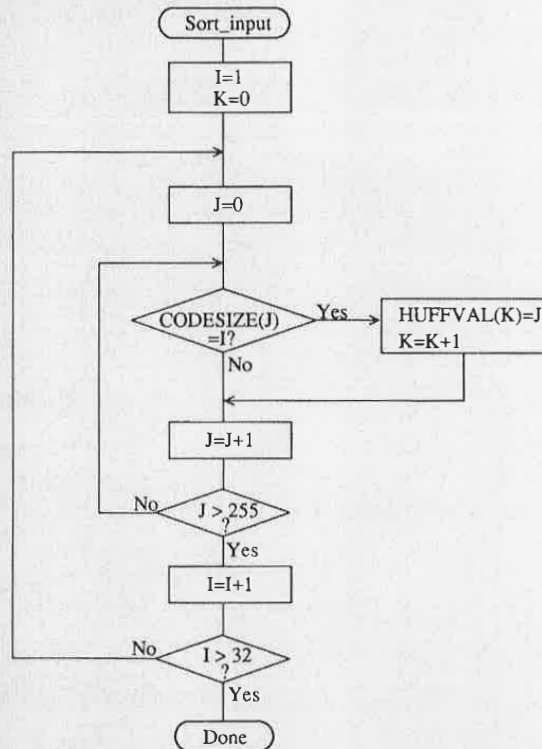 Sort_input
I=1
K=0
J=0
CODESIZE(J)
=I?
Yes
HUFFVAL(K)=J
K=K+1
No
J=J+1
No
J > 255
?
Yes
I=I+1
No
I > 32
?
Yes
Done